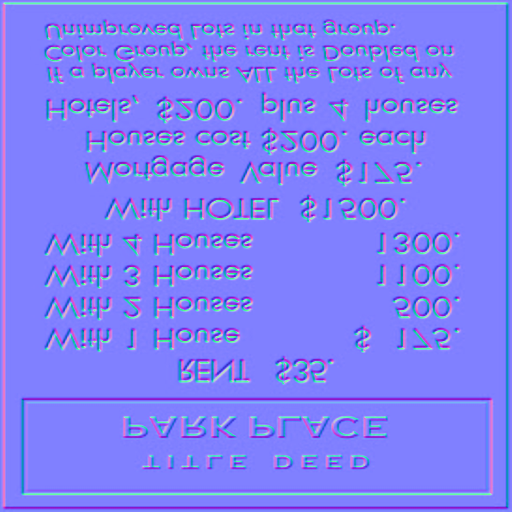 TITLE DEED
PARK PLACE
RENT $35.
With 1 House $ 175.
With 2 Houses 500.
With 3 Houses 1100.
With 4 Houses 1300.
With HOTEL $1500.
Mortgage Value $175.
Houses cost $200. each
Hotels, $200. plus 4 houses
If a player owns ALL the Lots of any
Color Group, the rent is Doubled on
Unimproved Lots in that group.